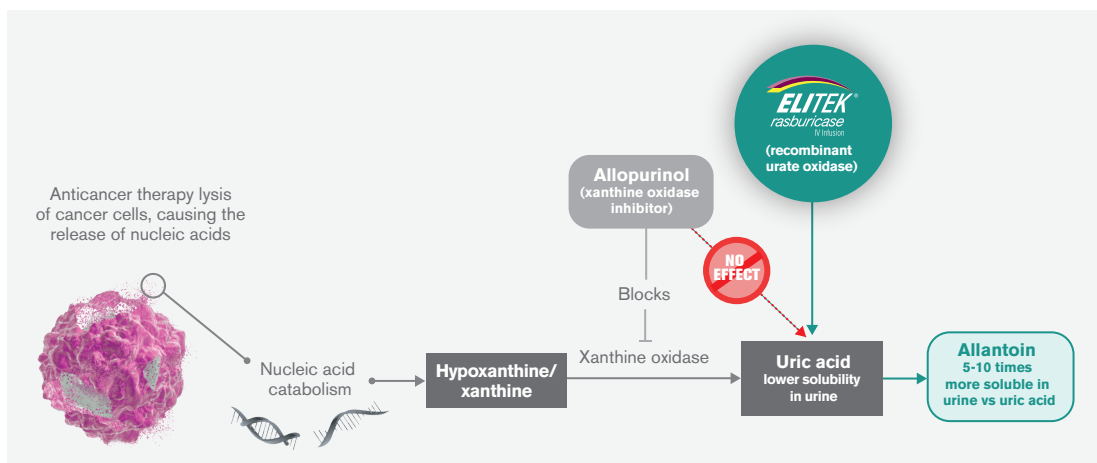 ELITEK®
rasburicase
IV Infusion
(recombinant
urate oxidase)
Allopurinol
(xanthine oxidase
inhibitor)
Anticancer therapy lysis
of cancer cells, causing the
release of nucleic acids
NO
EFFECT
Blocks
Xanthine oxidase
Nucleic acid
catabolism
Hypoxanthine/
xanthine
Uric acid
lower solubility
in urine
Allantoin
5-10 times
more soluble in
urine vs uric acid